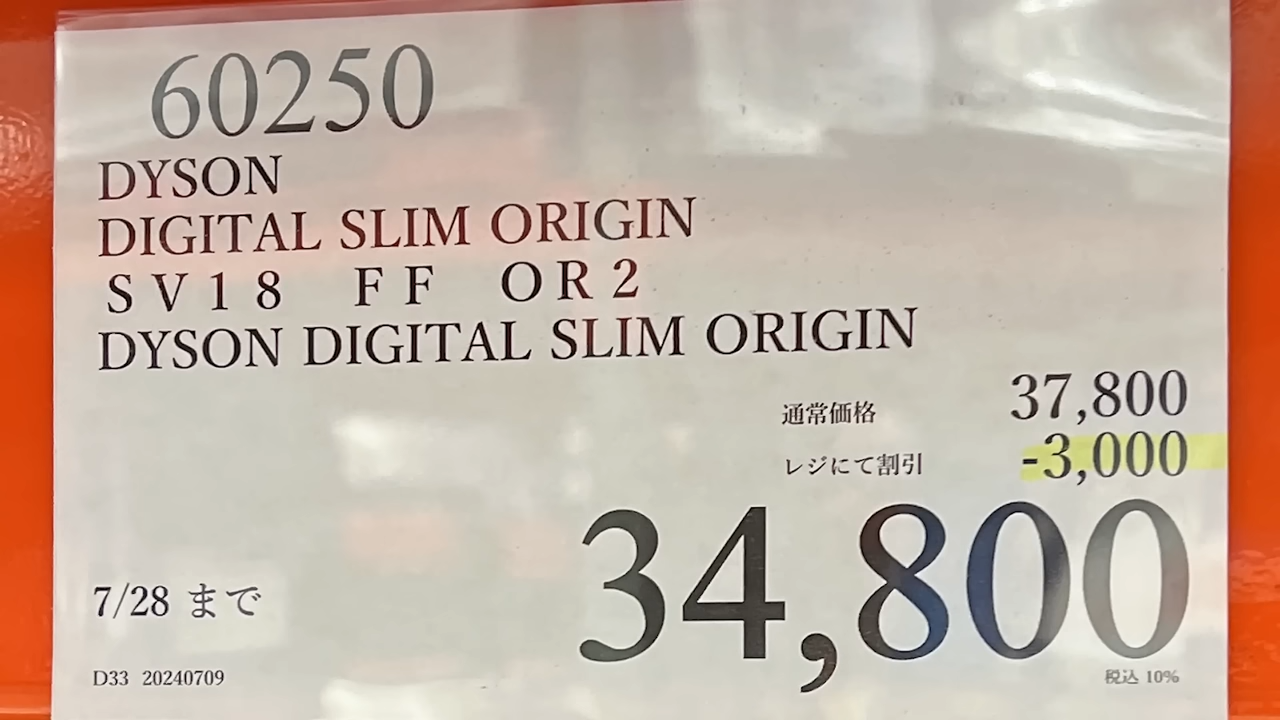 60250
DYSON
DIGITAL SLIM ORIGIN
ＳＶ１８　ＦＦ　ＯＲ２
DYSON DIGITAL SLIM ORIGIN
通常価格 37,800
レジにて割引 -3,000
34,800
7/28 まで
D33 20240709
税込 10%